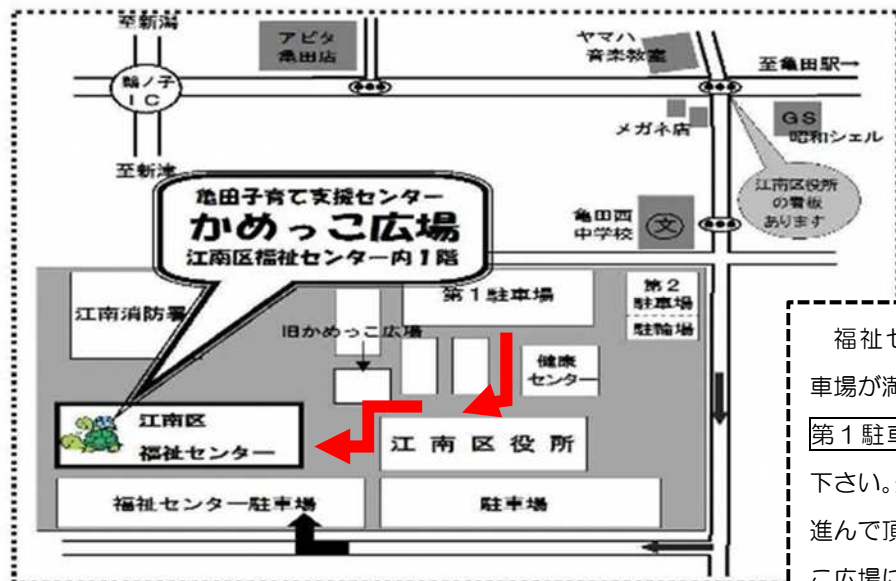 至新潟
アピタ
亀田店
ヤマハ
音楽教室
至亀田駅→
鵜ノ子
IC
メガネ店
GS
昭和シェル
至新津
江南区役所
の看板
あります
亀田子育て支援センター
かめっこ広場
江南区福祉センター内1階
亀田西
中学校
文
江南消防署
旧かめっこ広場
第1駐車場
第2
駐車場
駐輪場
健康
センター
江南区
福祉センター
江南区役所
福祉センター駐車場
駐車場
福祉セ
車場が満
第1駐車
下さい。
進んで頂